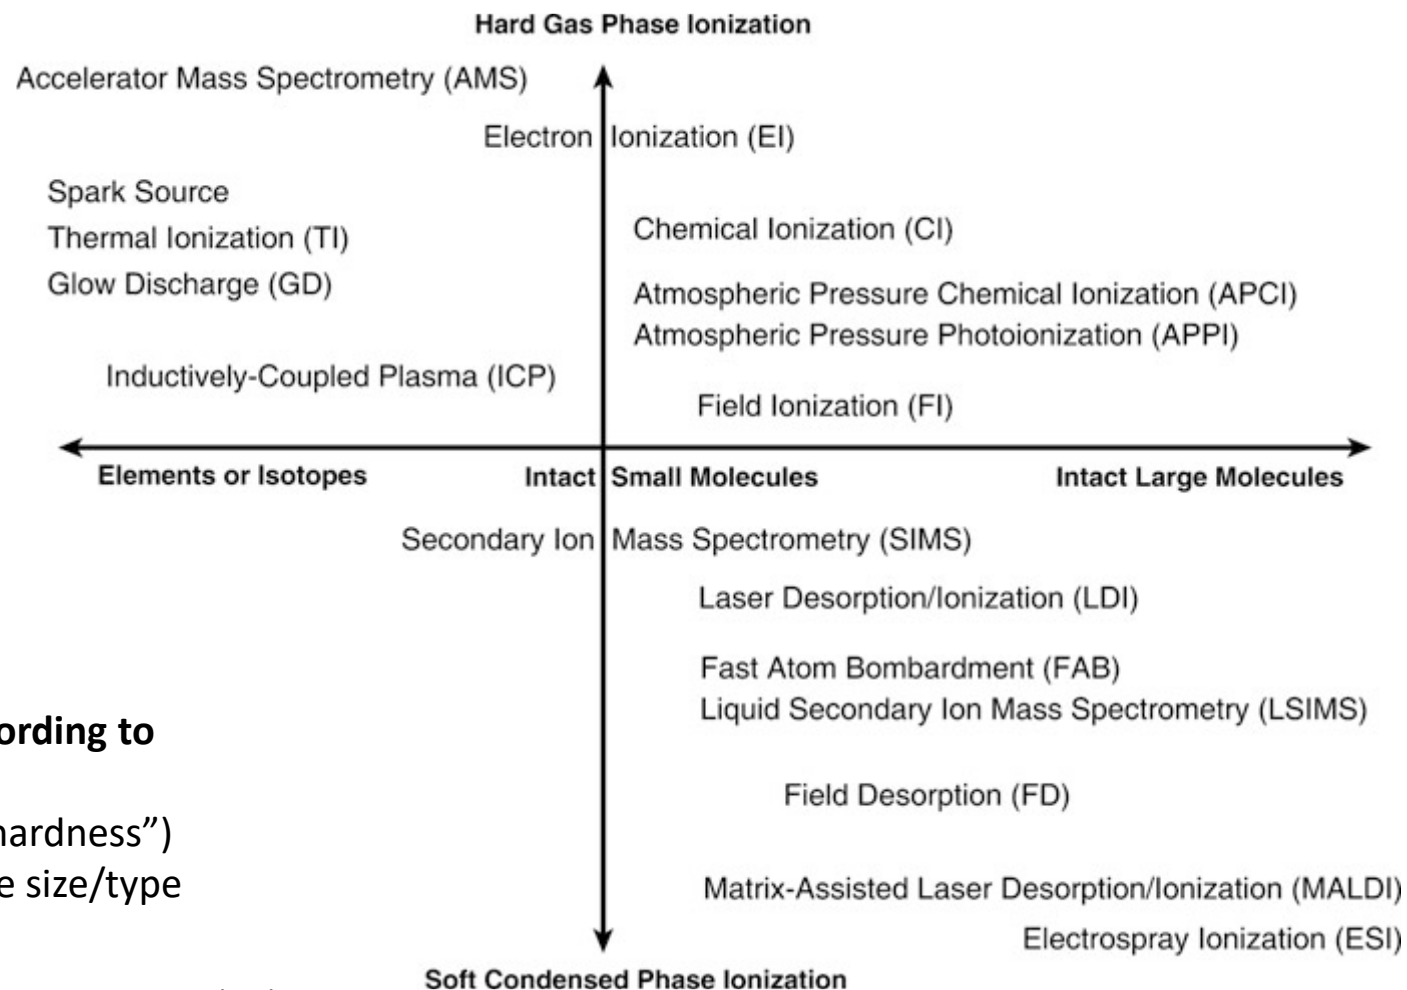 Hard Gas Phase Ionization
Accelerator Mass Spectrometry (AMS)
Electron Ionization (EI)
Spark Source
Thermal Ionization (TI)
Glow Discharge (GD)
Chemical Ionization (CI)
Atmospheric Pressure Chemical Ionization (APCI)
Atmospheric Pressure Photoionization (APPI)
Inductively-Coupled Plasma (ICP)
Field Ionization (FI)
Elements or Isotopes
Intact Small Molecules
Intact Large Molecules
Secondary Ion Mass Spectrometry (SIMS)
Laser Desorption/Ionization (LDI)
Fast Atom Bombardment (FAB)
Liquid Secondary Ion Mass Spectrometry (LSIMS)
ording to
Field Desorption (FD)
hardness”)
e size/type
Matrix-Assisted Laser Desorption/Ionization (MALDI)
Electrospray Ionization (ESI)
Soft Condensed Phase Ionization